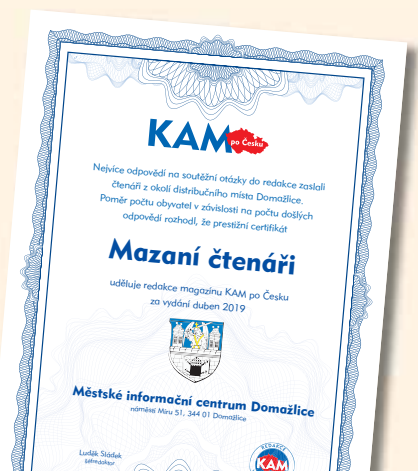 KAM po Česku
Nejvíce odpovědí na soutěžní otázky do redakce zaslali
čtenáři z okolí distribučního místa Domažlice.
Poměr počtu obyvatel v závislosti na počtu došlých
odpovědí rozhodl, že prestižní certifikát
Mazaní čtenáři
uděluje redakce magazínu KAM po Česku
za vydání duben 2019
Městské informační centrum Domažlice
náměstí Míru 51, 344 01 Domažlice
Luděk Sládek
šéfredaktor
REDAKCE
KAM